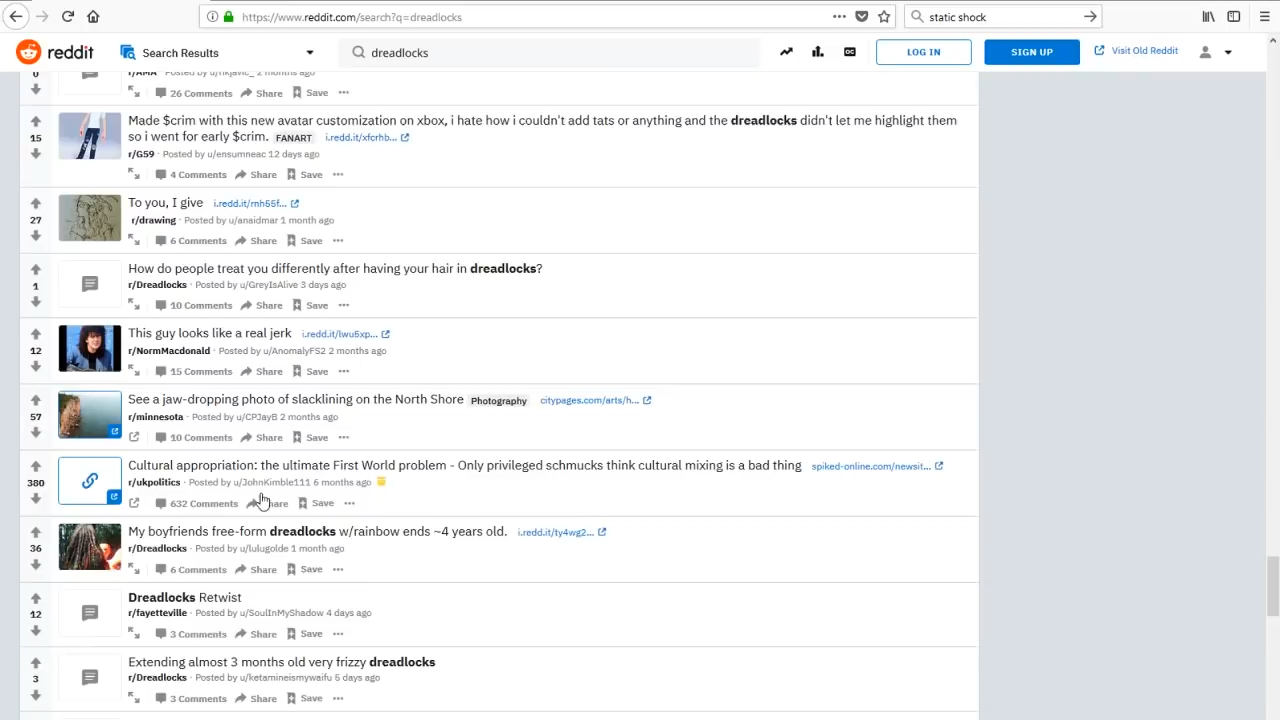 https://www.reddit.com/search?q=dreadlocks
static shock
reddit
Search Results
dreadlocks
LOG IN
SIGN UP
Visit Old Reddit
0
r/AMA · Posted by u/hkjavic_ 2 months ago
26 Comments Share Save
Made $crim with this new avatar customization on xbox, i hate how i couldn't add tats or anything and the dreadlocks didn't let me highlight them
so i went for early $crim. FANART i.redd.it/xfcrhb...
15
r/G59 · Posted by u/ensumneac 12 days ago
4 Comments Share Save
To you, I give i.redd.it/rnh55f...
27
r/drawing · Posted by u/anaidmar 1 month ago
6 Comments Share Save
How do people treat you differently after having your hair in dreadlocks?
1
r/Dreadlocks · Posted by u/GreyIsAlive 3 days ago
10 Comments Share Save
This guy looks like a real jerk i.redd.it/lwu5xp...
12
r/NormMacdonald · Posted by u/AnomalyFS2 2 months ago
15 Comments Share Save
See a jaw-dropping photo of slacklining on the North Shore Photography citypages.com/arts/h...
57
r/minnesota · Posted by u/CPJayB 2 months ago
10 Comments Share Save
Cultural appropriation: the ultimate First World problem - Only privileged schmucks think cultural mixing is a bad thing spiked-online.com/newsit...
380
r/ukpolitics · Posted by u/JohnKimble111 6 months ago
632 Comments Share Save
My boyfriends free-form dreadlocks w/rainbow ends ~4 years old. i.redd.it/ty4wg2...
36
r/Dreadlocks · Posted by u/lulugolde 1 month ago
6 Comments Share Save
Dreadlocks Retwist
12
r/fayetteville · Posted by u/SoulInMyShadow 4 days ago
3 Comments Share Save
Extending almost 3 months old very frizzy dreadlocks
3
r/Dreadlocks · Posted by u/ketamineismywaifu 5 days ago
3 Comments Share Save